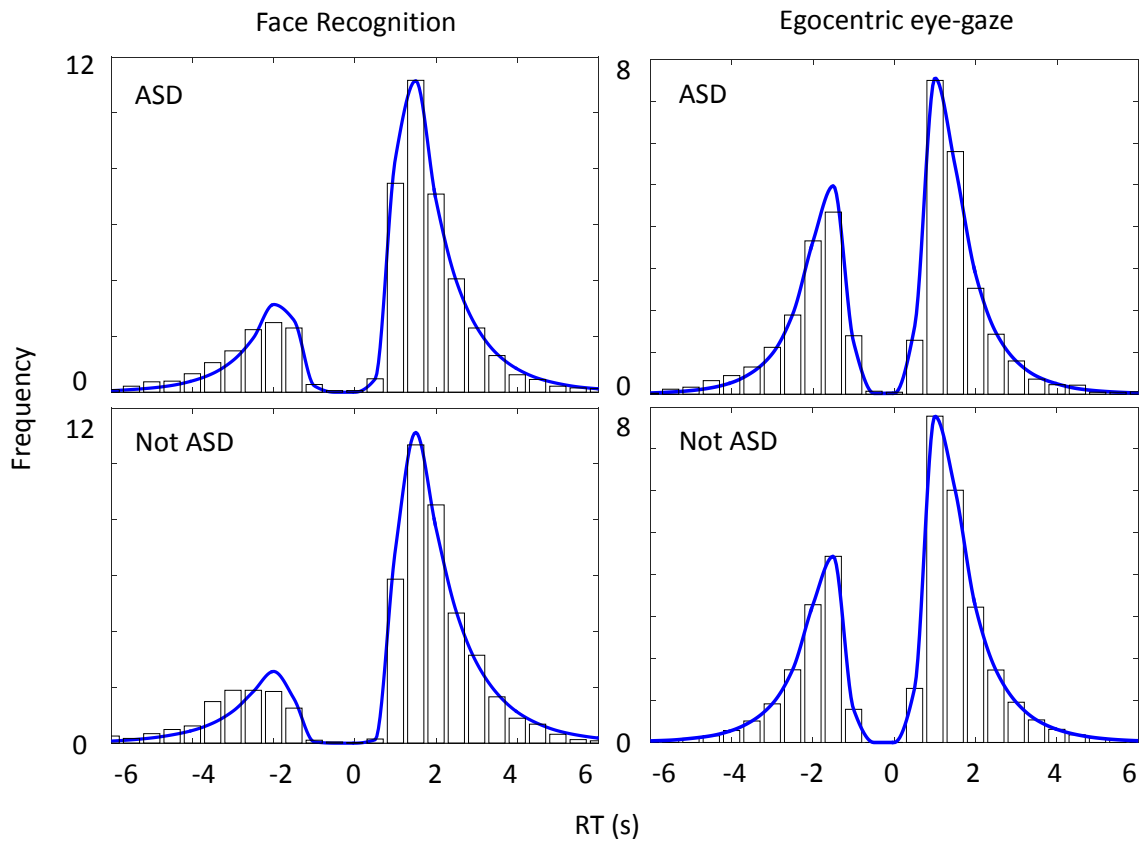 Face Recognition
Egocentric eye-gaze
12
ASD
0
8
ASD
0
Frequency
12
Not ASD
0
8
Not ASD
0
-6 -4 -2 0 2 4 6
-6 -4 -2 0 2 4 6
RT (s)